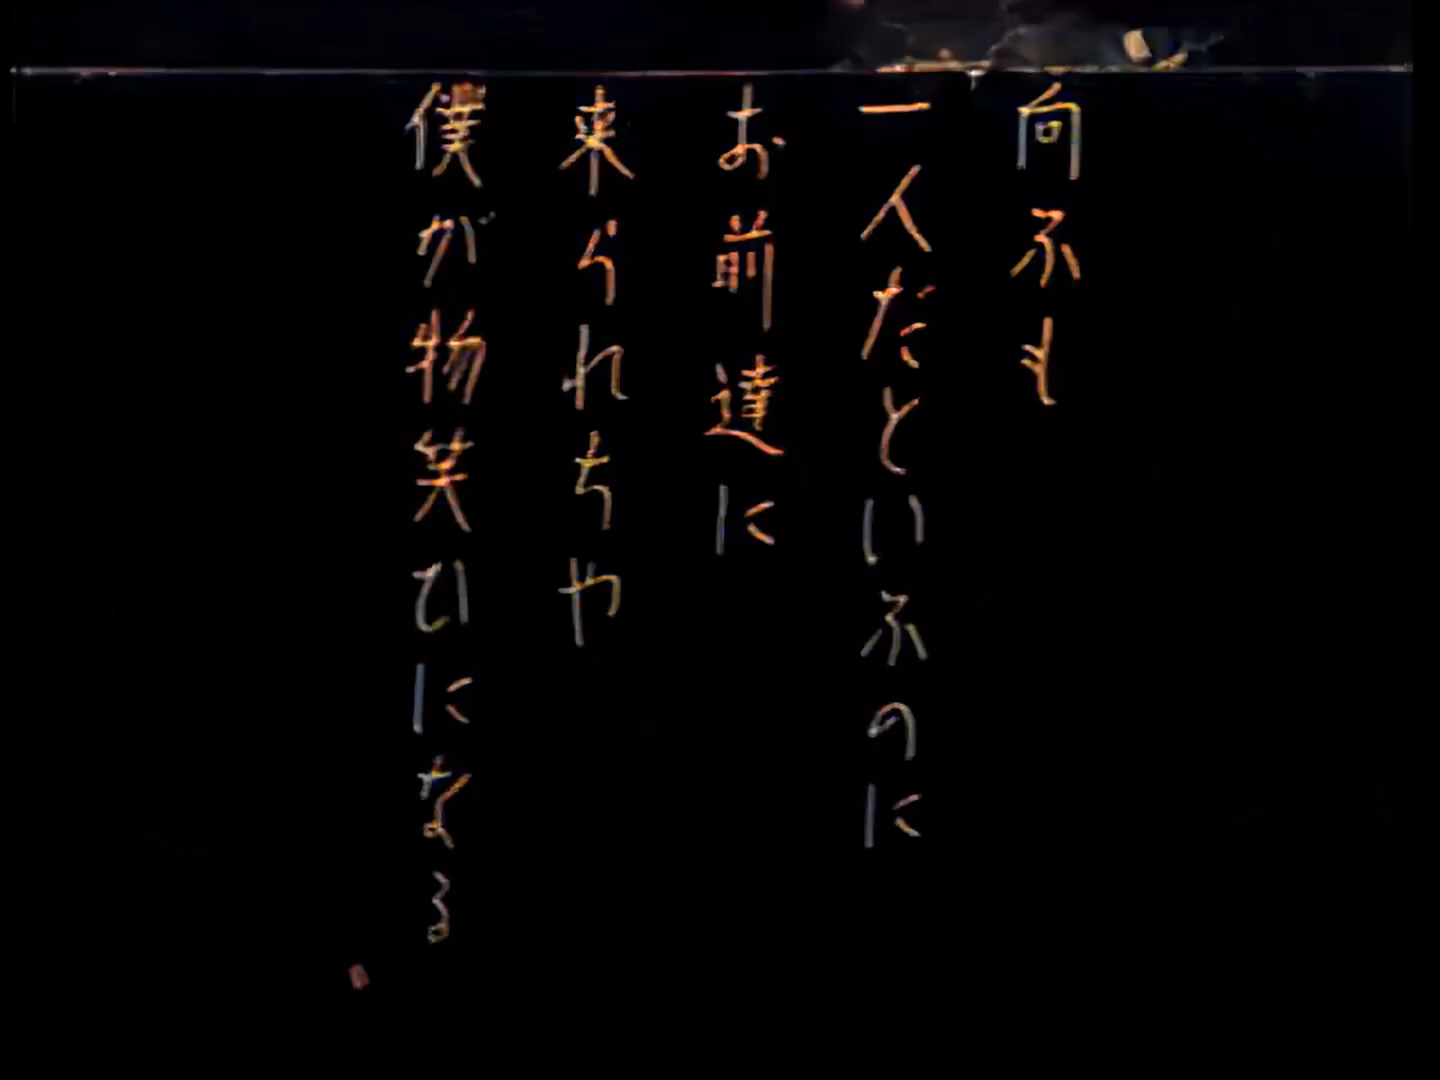 向ふも
一人だといふのに
お前達に
来られちや
僕が物笑ひになる